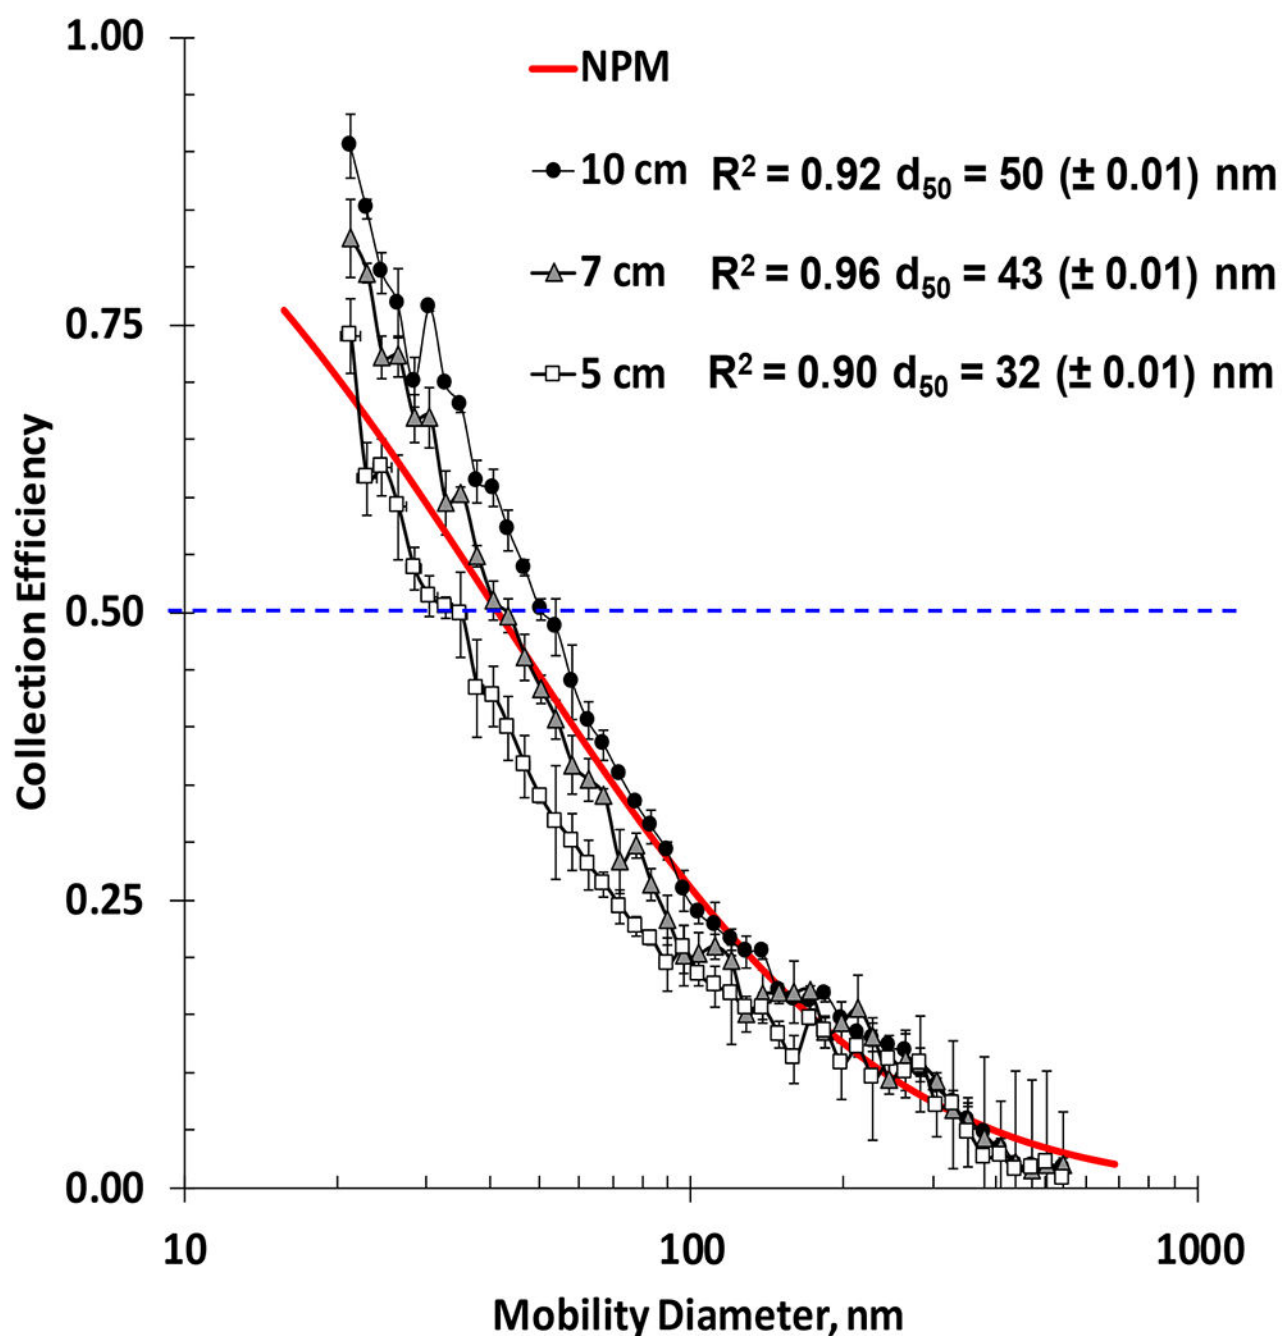 1.00
NPM
10 cm R² = 0.92 d₅₀ = 50 (± 0.01) nm
7 cm R² = 0.96 d₅₀ = 43 (± 0.01) nm
0.75
5 cm R² = 0.90 d₅₀ = 32 (± 0.01) nm
Collection Efficiency
0.50
0.25
0.00
10 100 1000
Mobility Diameter, nm